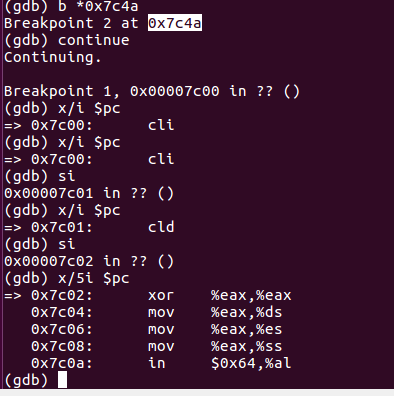 (gdb) b *0x7c4a
Breakpoint 2 at 0x7c4a
(gdb) continue
Continuing.

Breakpoint 1, 0x00007c00 in ?? ()
(gdb) x/i $pc
=> 0x7c00:      cli
(gdb) x/i $pc
=> 0x7c00:      cli
(gdb) si
0x00007c01 in ?? ()
(gdb) x/i $pc
=> 0x7c01:      cld
(gdb) si
0x00007c02 in ?? ()
(gdb) x/5i $pc
=> 0x7c02:      xor    %eax,%eax
   0x7c04:      mov    %eax,%ds
   0x7c06:      mov    %eax,%es
   0x7c08:      mov    %eax,%ss
   0x7c0a:      in     $0x64,%al
(gdb)